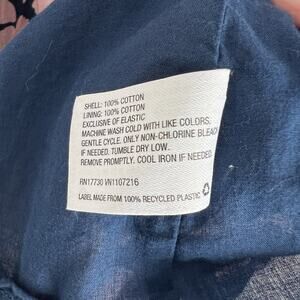 SHELL: 100% COTTON
LINING: 100% COTTON
EXCLUSIVE OF ELASTIC
MACHINE WASH COLD WITH LIKE COLORS.
GENTLE CYCLE. ONLY NON-CHLORINE BLEACH
IF NEEDED. TUMBLE DRY LOW.
REMOVE PROMPTLY. COOL IRON IF NEEDED.
RN17730 VN1107216
LABEL MADE FROM 100% RECYCLED PLASTIC